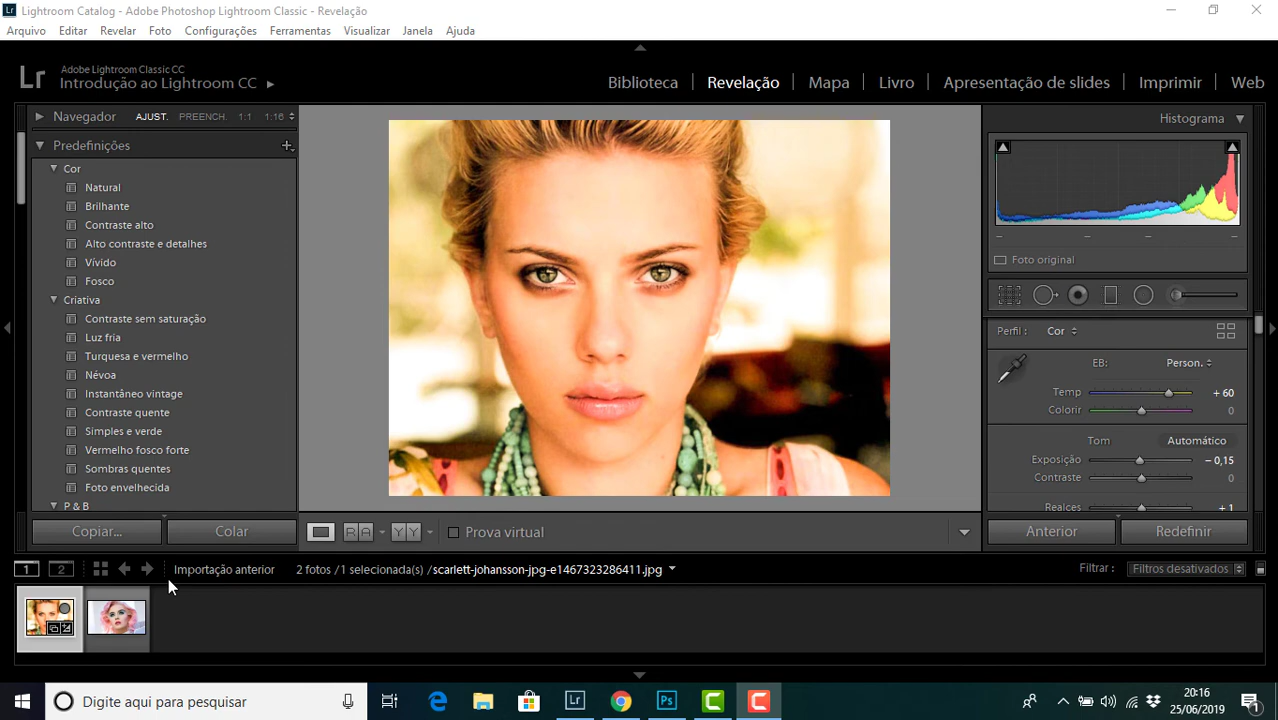 Lr Lightroom Catalog - Adobe Photoshop Lightroom Classic - Revelação
Arquivo Editar Revelar Foto Configurações Ferramentas Visualizar Janela Ajuda
Lr Adobe Lightroom Classic CC
Introdução ao Lightroom CC
Biblioteca Revelação Mapa Livro Apresentação de slides Imprimir Web
Navegador AJUST. PREENCH. 1:1 1:16
Predefinições +
Cor
Natural
Brilhante
Contraste alto
Alto contraste e detalhes
Vívido
Fosco
Criativa
Contraste sem saturação
Luz fria
Turquesa e vermelho
Névoa
Instantâneo vintage
Contraste quente
Simples e verde
Vermelho fosco forte
Sombras quentes
Foto envelhecida
P & B
Copiar... Colar
R A Y Y Prova virtual
Histograma
Foto original
Perfil : Cor
EB: Person.
Temp + 60
Colorir 0
Tom Automático
Exposição – 0,15
Contraste 0
Realces + 1
Anterior Redefinir
1 2 Importação anterior 2 fotos /1 selecionada(s) /scarlett-johansson-jpg-e1467323286411.jpg Filtrar : Filtros desativados
Digite aqui para pesquisar
Lr Ps
20:16
25/06/2019
1